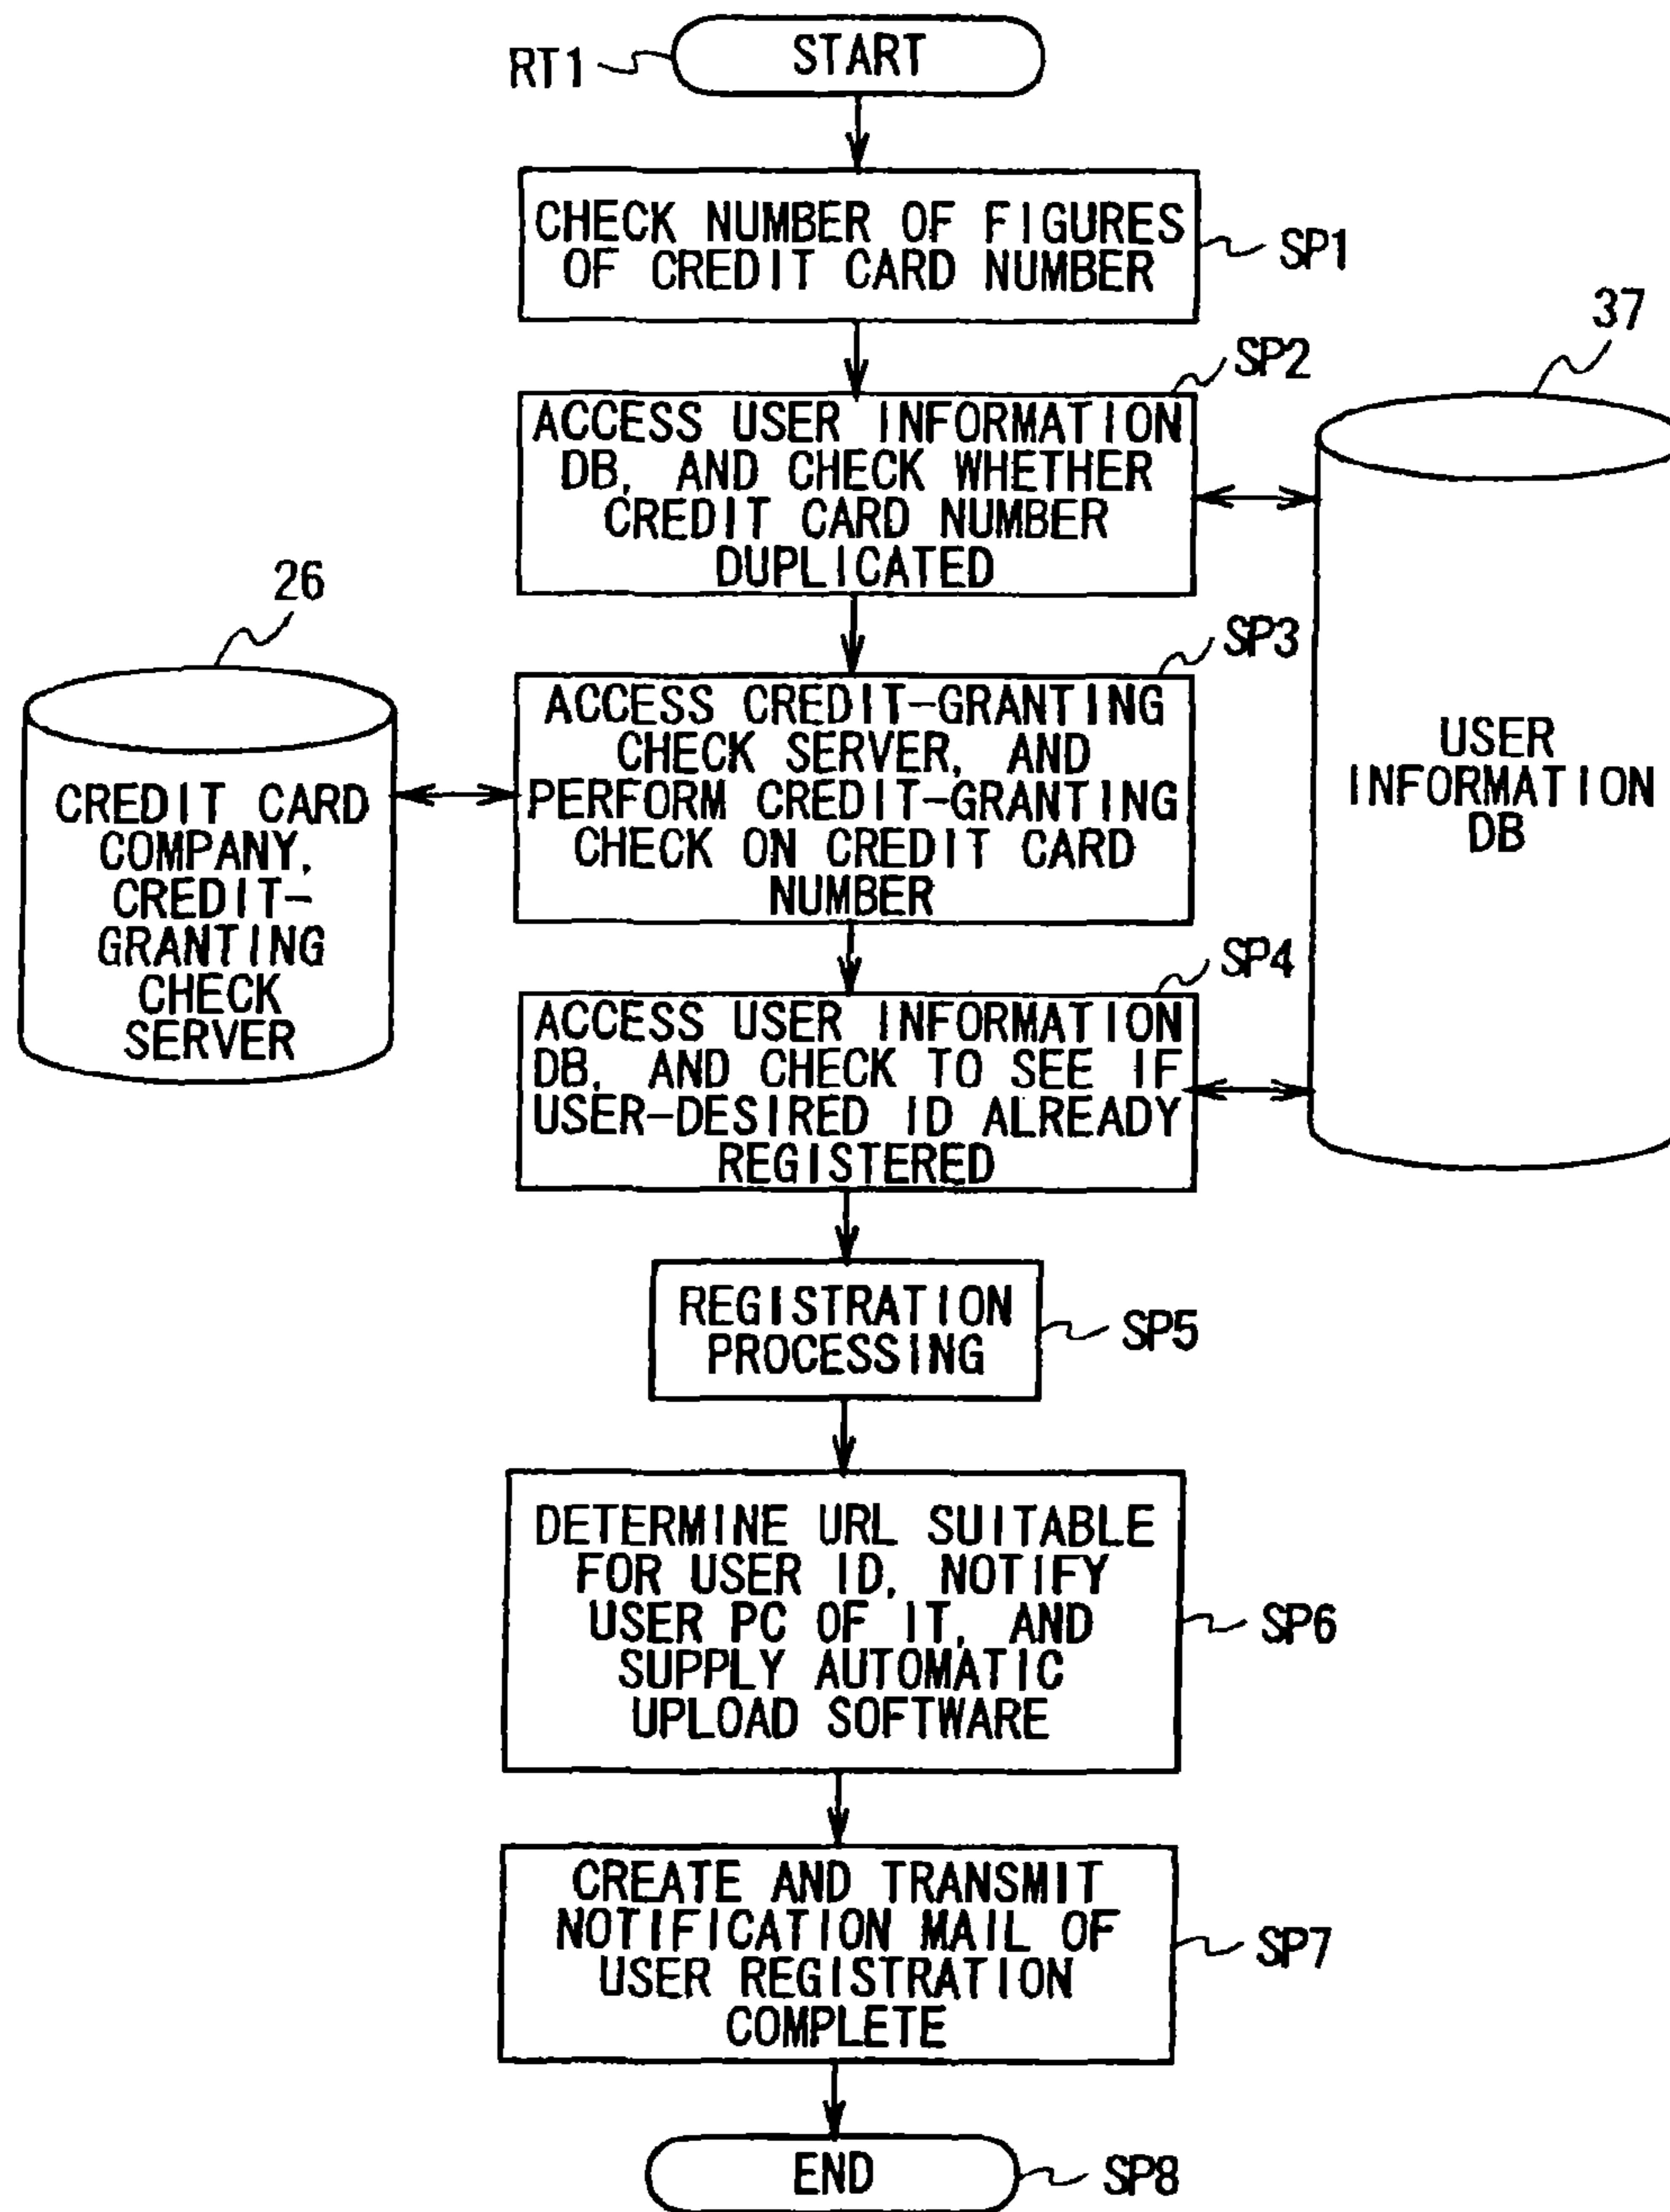 START
RT1
CHECK NUMBER OF FIGURES
OF CREDIT CARD NUMBER
SP1
37
SP2
ACCESS USER INFORMATION
DB, AND CHECK WHETHER
CREDIT CARD NUMBER
DUPLICATED
26
SP3
ACCESS CREDIT-GRANTING
CHECK SERVER, AND
PERFORM CREDIT-GRANTING
CHECK ON CREDIT CARD
NUMBER
USER
INFORMATION
DB
CREDIT CARD
COMPANY,
CREDIT-
GRANTING
CHECK
SERVER
SP4
ACCESS USER INFORMATION
DB, AND CHECK TO SEE IF
USER-DESIRED ID ALREADY
REGISTERED
REGISTRATION
PROCESSING
SP5
DETERMINE URL SUITABLE
FOR USER ID, NOTIFY
USER PC OF IT, AND
SUPPLY AUTOMATIC
UPLOAD SOFTWARE
SP6
CREATE AND TRANSMIT
NOTIFICATION MAIL OF
USER REGISTRATION
COMPLETE
SP7
END
SP8